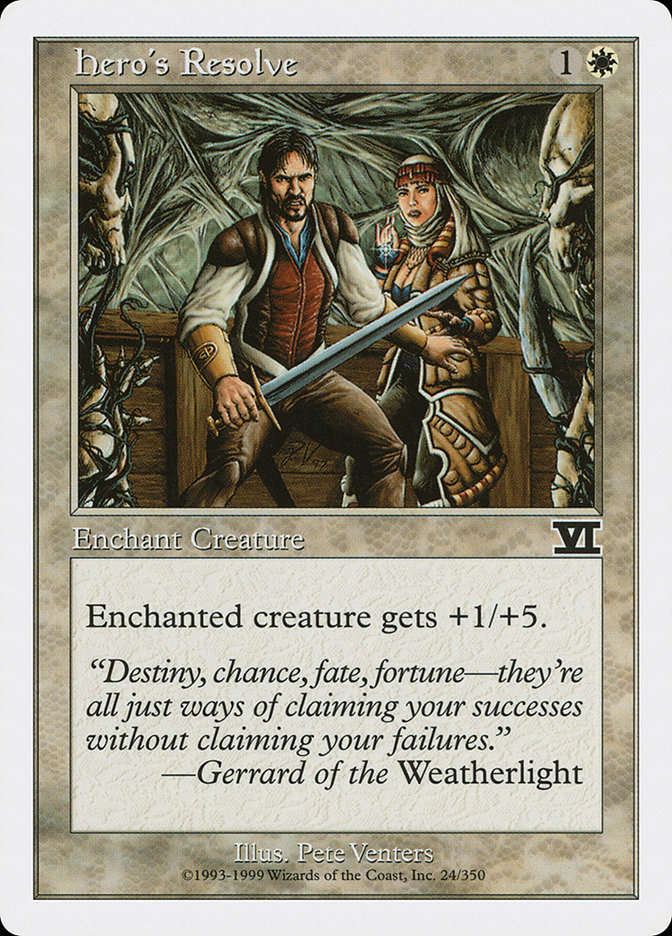 Hero's Resolve
1
Enchant Creature
VI
Enchanted creature gets +1/+5.
“Destiny, chance, fate, fortune—they’re
all just ways of claiming your successes
without claiming your failures.”
—Gerrard of the Weatherlight
Illus. Pete Venters
©1993-1999 Wizards of the Coast, Inc. 24/350